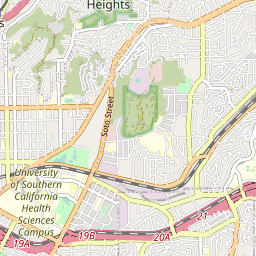 Heights
s
Soto Street
University
of Southern
California
Health
Sciences
Campus
21
19B
19A
20A